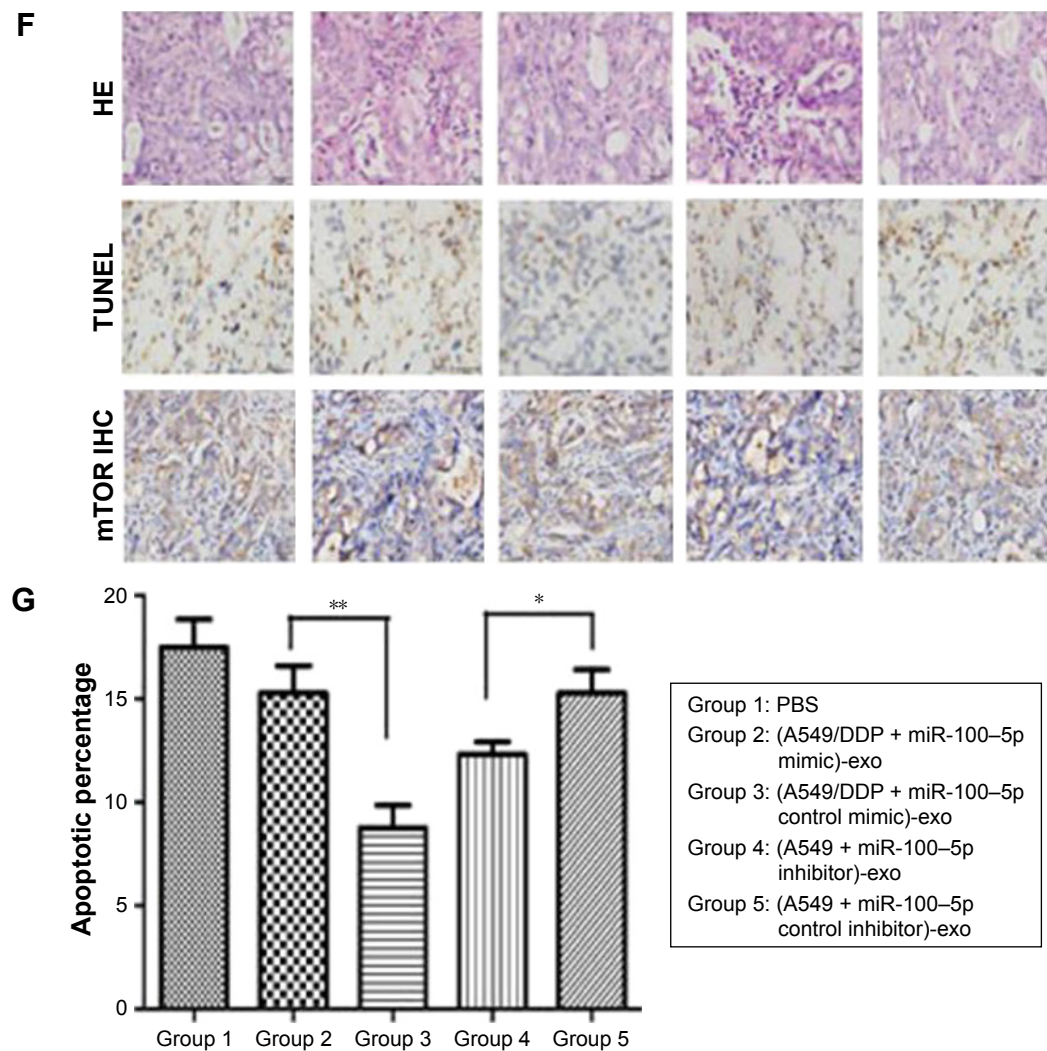 F
HE
TUNEL
mTOR IHC
G
Apoptotic percentage
20
15
10
5
0
**
*
Group 1
Group 2
Group 3
Group 4
Group 5
Group 1: PBS
Group 2: (A549/DDP + miR-100–5p
mimic)-exo
Group 3: (A549/DDP + miR-100–5p
control mimic)-exo
Group 4: (A549 + miR-100–5p
inhibitor)-exo
Group 5: (A549 + miR-100–5p
control inhibitor)-exo